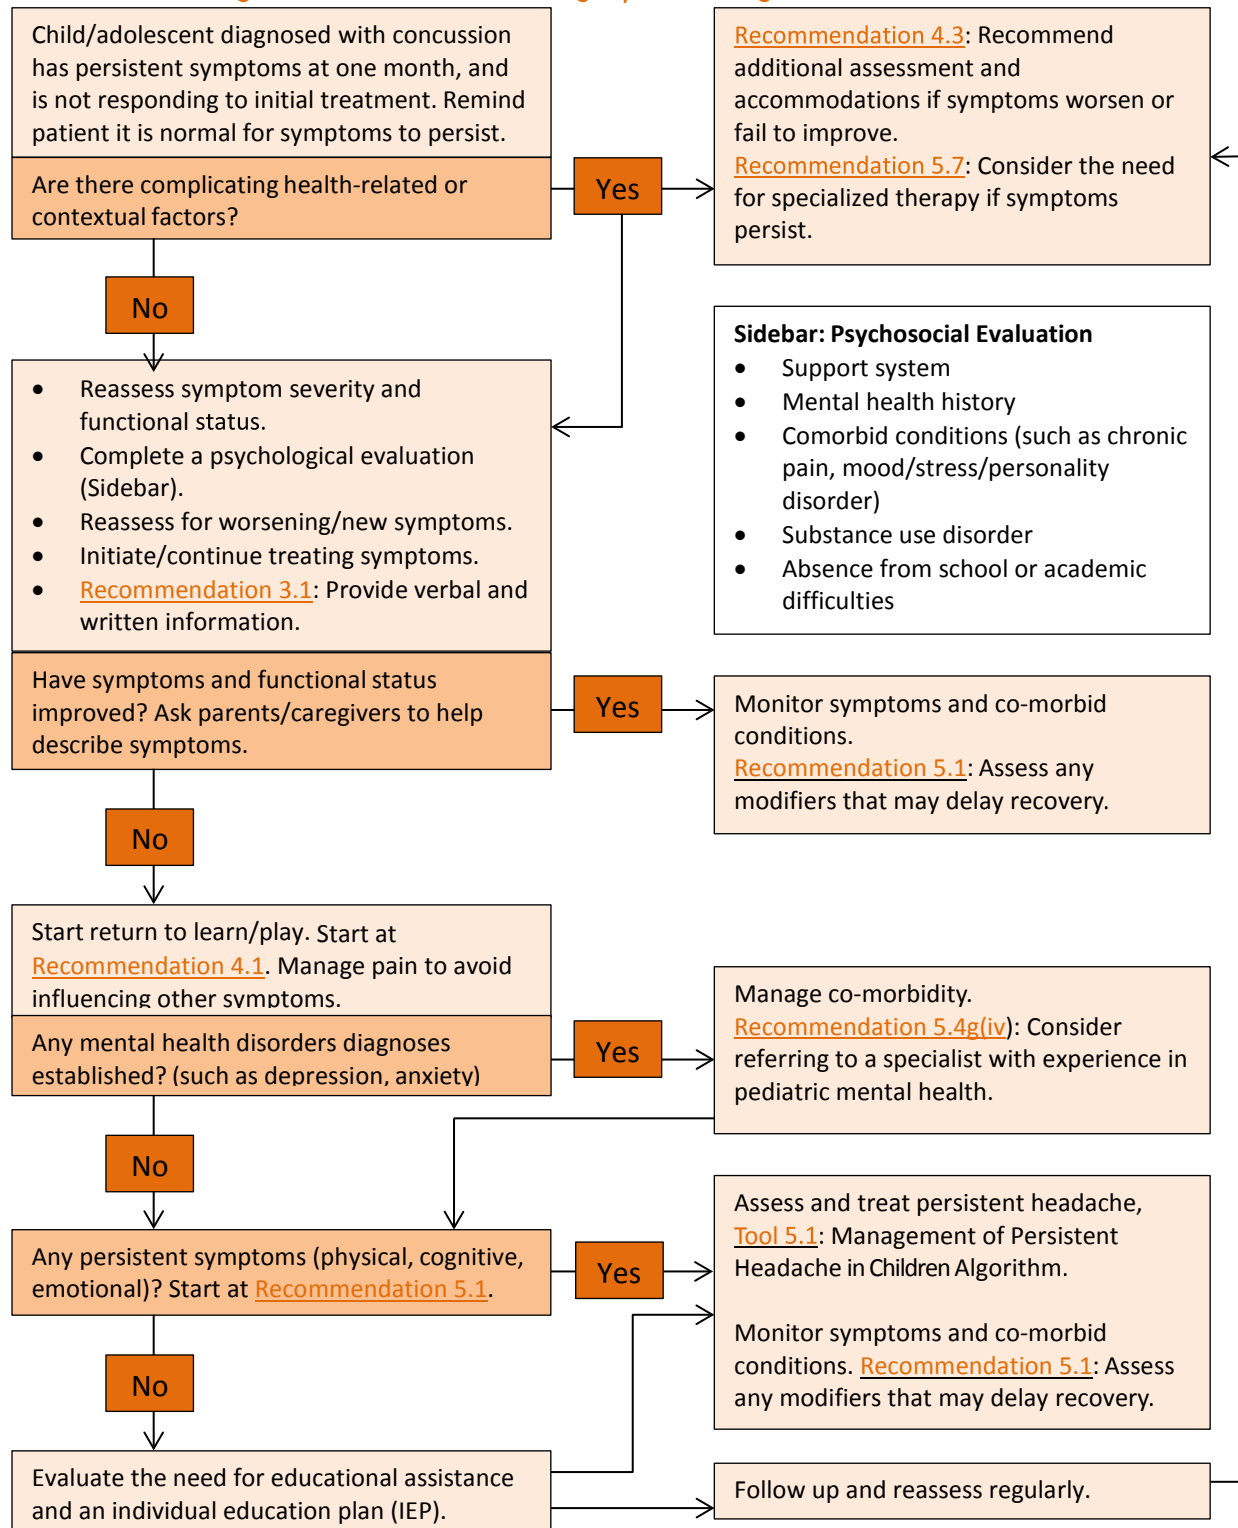 Child/adolescent diagnosed with concussion
has persistent symptoms at one month, and
is not responding to initial treatment. Remind
patient it is normal for symptoms to persist.
Are there complicating health-related or
contextual factors?
Yes
Recommendation 4.3: Recommend
additional assessment and
accommodations if symptoms worsen or
fail to improve.
Recommendation 5.7: Consider the need
for specialized therapy if symptoms
persist.
No
Sidebar: Psychosocial Evaluation
• Support system
• Mental health history
• Comorbid conditions (such as chronic
pain, mood/stress/personality
disorder)
• Substance use disorder
• Absence from school or academic
difficulties
• Reassess symptom severity and
functional status.
• Complete a psychological evaluation
(Sidebar).
• Reassess for worsening/new symptoms.
• Initiate/continue treating symptoms.
• Recommendation 3.1: Provide verbal and
written information.
Have symptoms and functional status
improved? Ask parents/caregivers to help
describe symptoms.
Yes
Monitor symptoms and co-morbid
conditions.
Recommendation 5.1: Assess any
modifiers that may delay recovery.
No
Start return to learn/play. Start at
Recommendation 4.1. Manage pain to avoid
influencing other symptoms.
Any mental health disorders diagnoses
established? (such as depression, anxiety)
Yes
Manage co-morbidity.
Recommendation 5.4g(iv): Consider
referring to a specialist with experience in
pediatric mental health.
No
Any persistent symptoms (physical, cognitive,
emotional)? Start at Recommendation 5.1.
Yes
Assess and treat persistent headache,
Tool 5.1: Management of Persistent
Headache in Children Algorithm.
Monitor symptoms and co-morbid
conditions. Recommendation 5.1: Assess
any modifiers that may delay recovery.
No
Evaluate the need for educational assistance
and an individual education plan (IEP).
Follow up and reassess regularly.